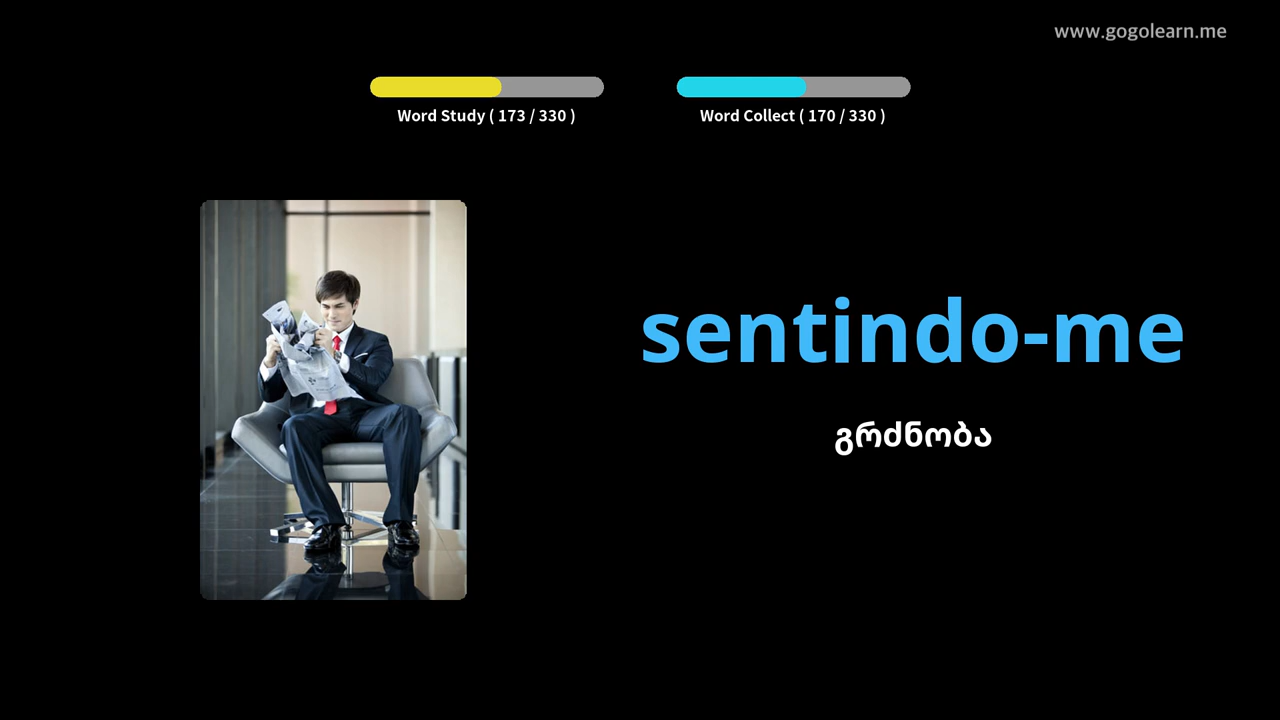 www.gogolearn.me
Word Study ( 173 / 330 )
Word Collect ( 170 / 330 )
sentindo-me
გრძნობა